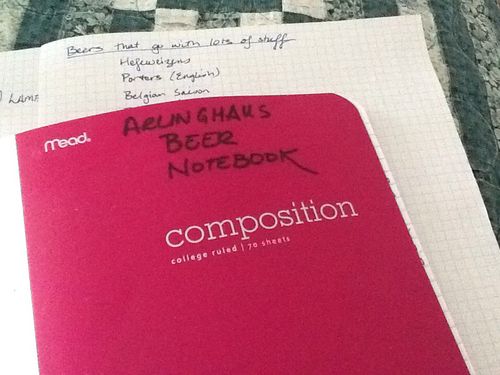 Beers that go with lots of stuff
Hefeweizens
Porters (English)
Belgian Saison
Mead
ARLINGHAUS
BEER
NOTEBOOK
composition
college ruled | 70 sheets